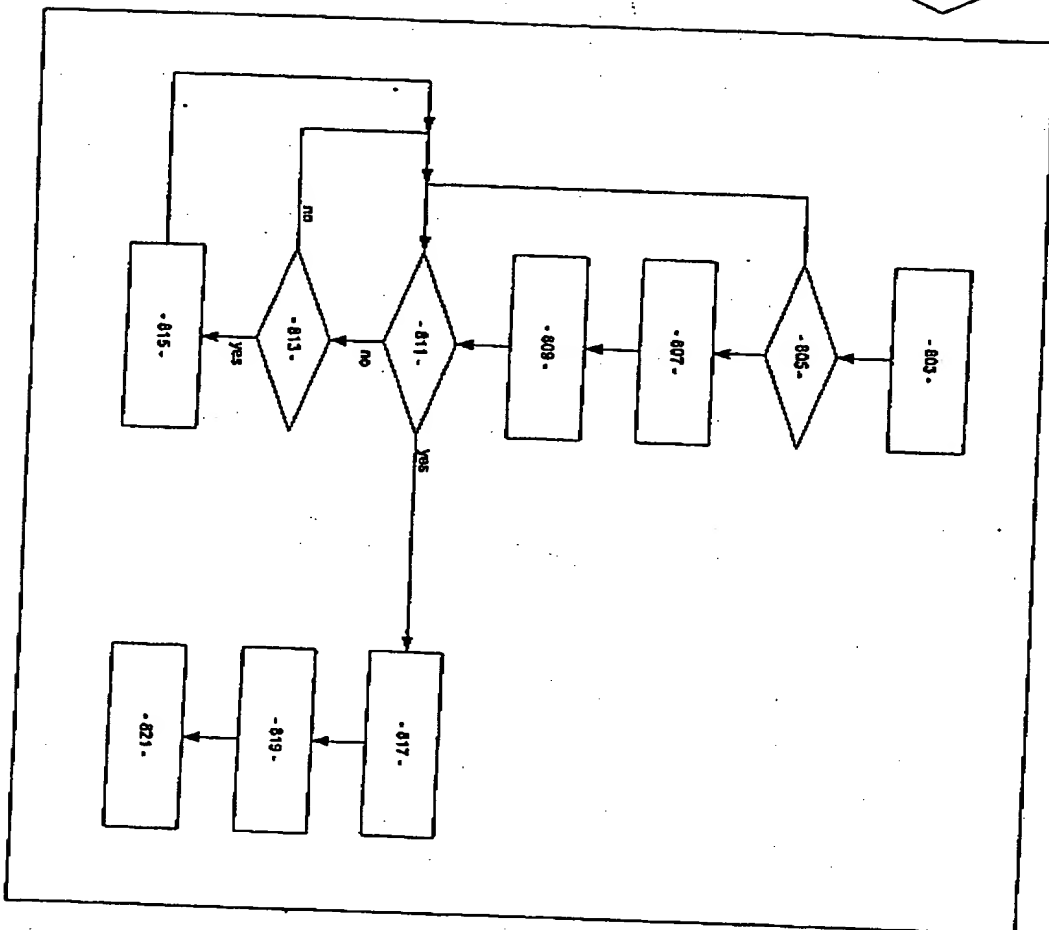 -803-
-805-
-807-
-809-
-811-
yes
no
-813-
no
yes
-815-
-817-
-819-
-821-